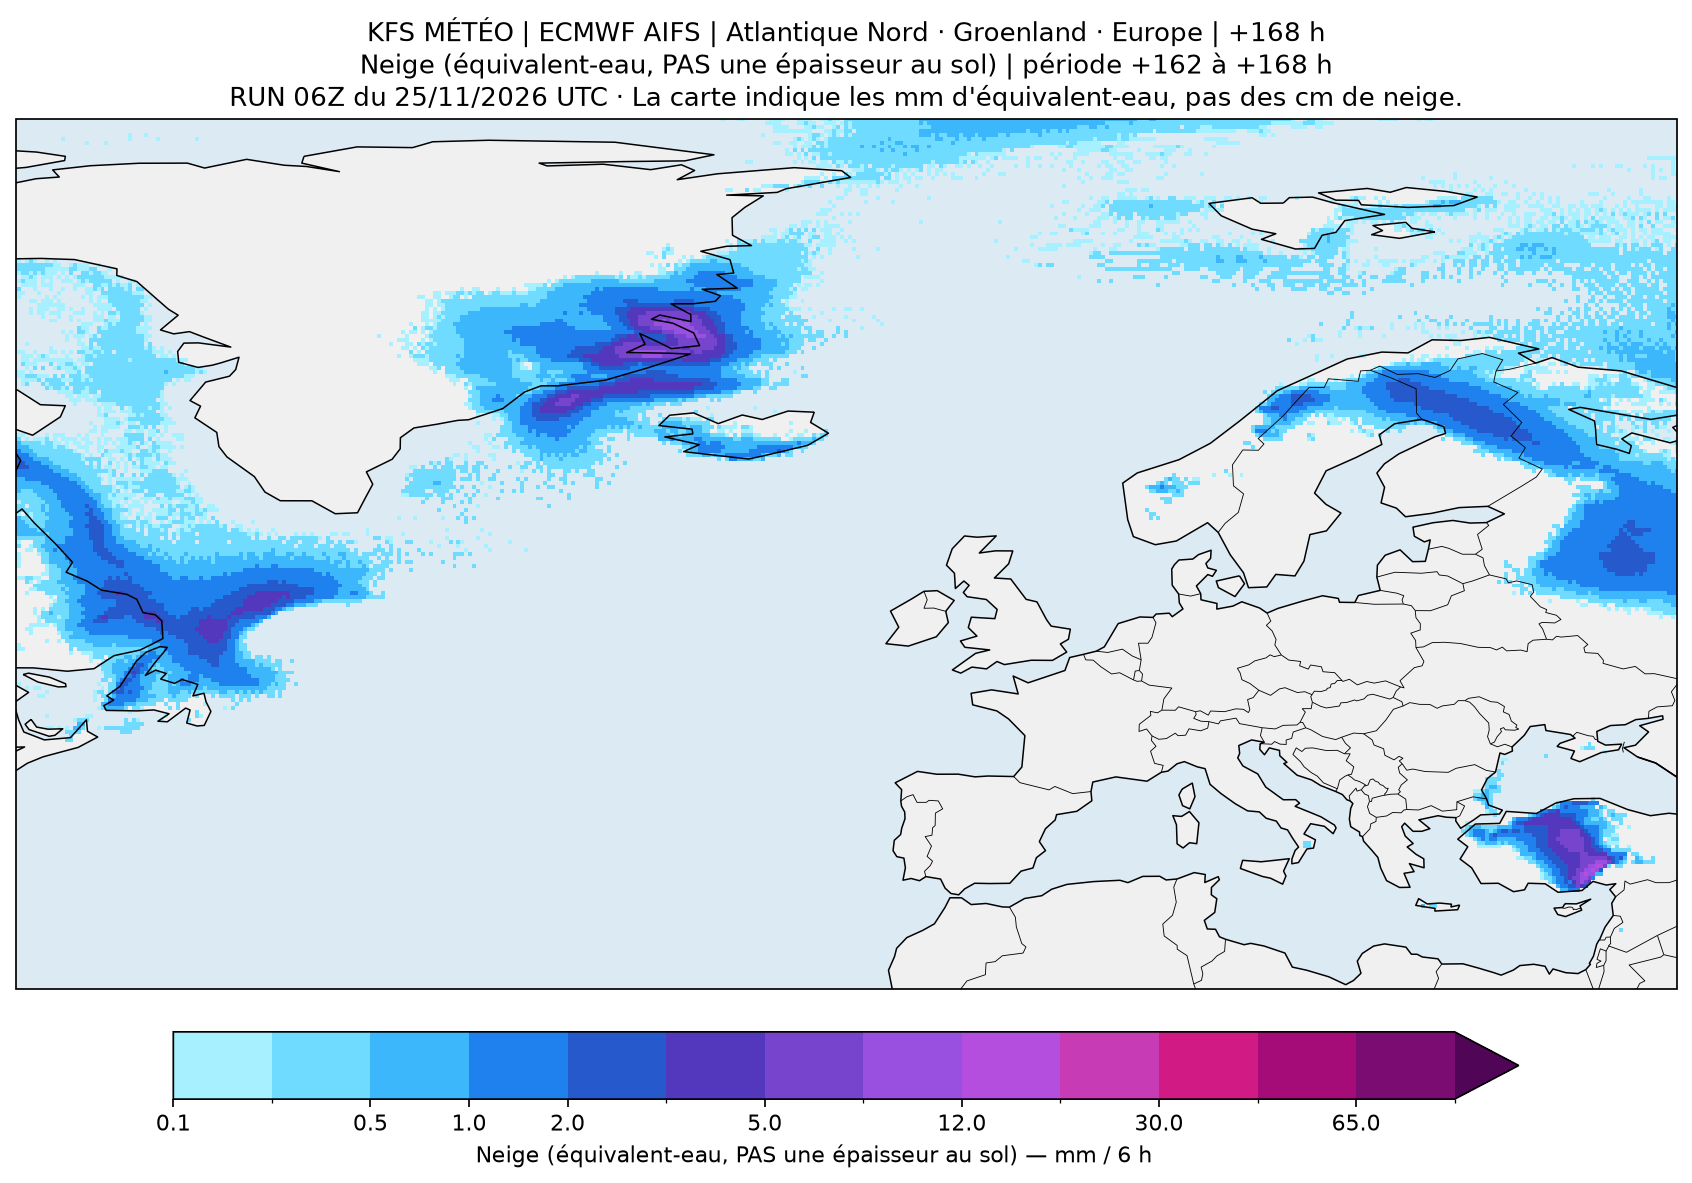 KFS MÉTÉO | ECMWF AIFS | Atlantique Nord · Groenland · Europe | +168 h
Neige (équivalent-eau, PAS une épaisseur au sol) | période +162 à +168 h
RUN 06Z du 25/11/2026 UTC · La carte indique les mm d'équivalent-eau, pas des cm de neige.
0.1 0.5 1.0 2.0 5.0 12.0 30.0 65.0
Neige (équivalent-eau, PAS une épaisseur au sol) — mm / 6 h